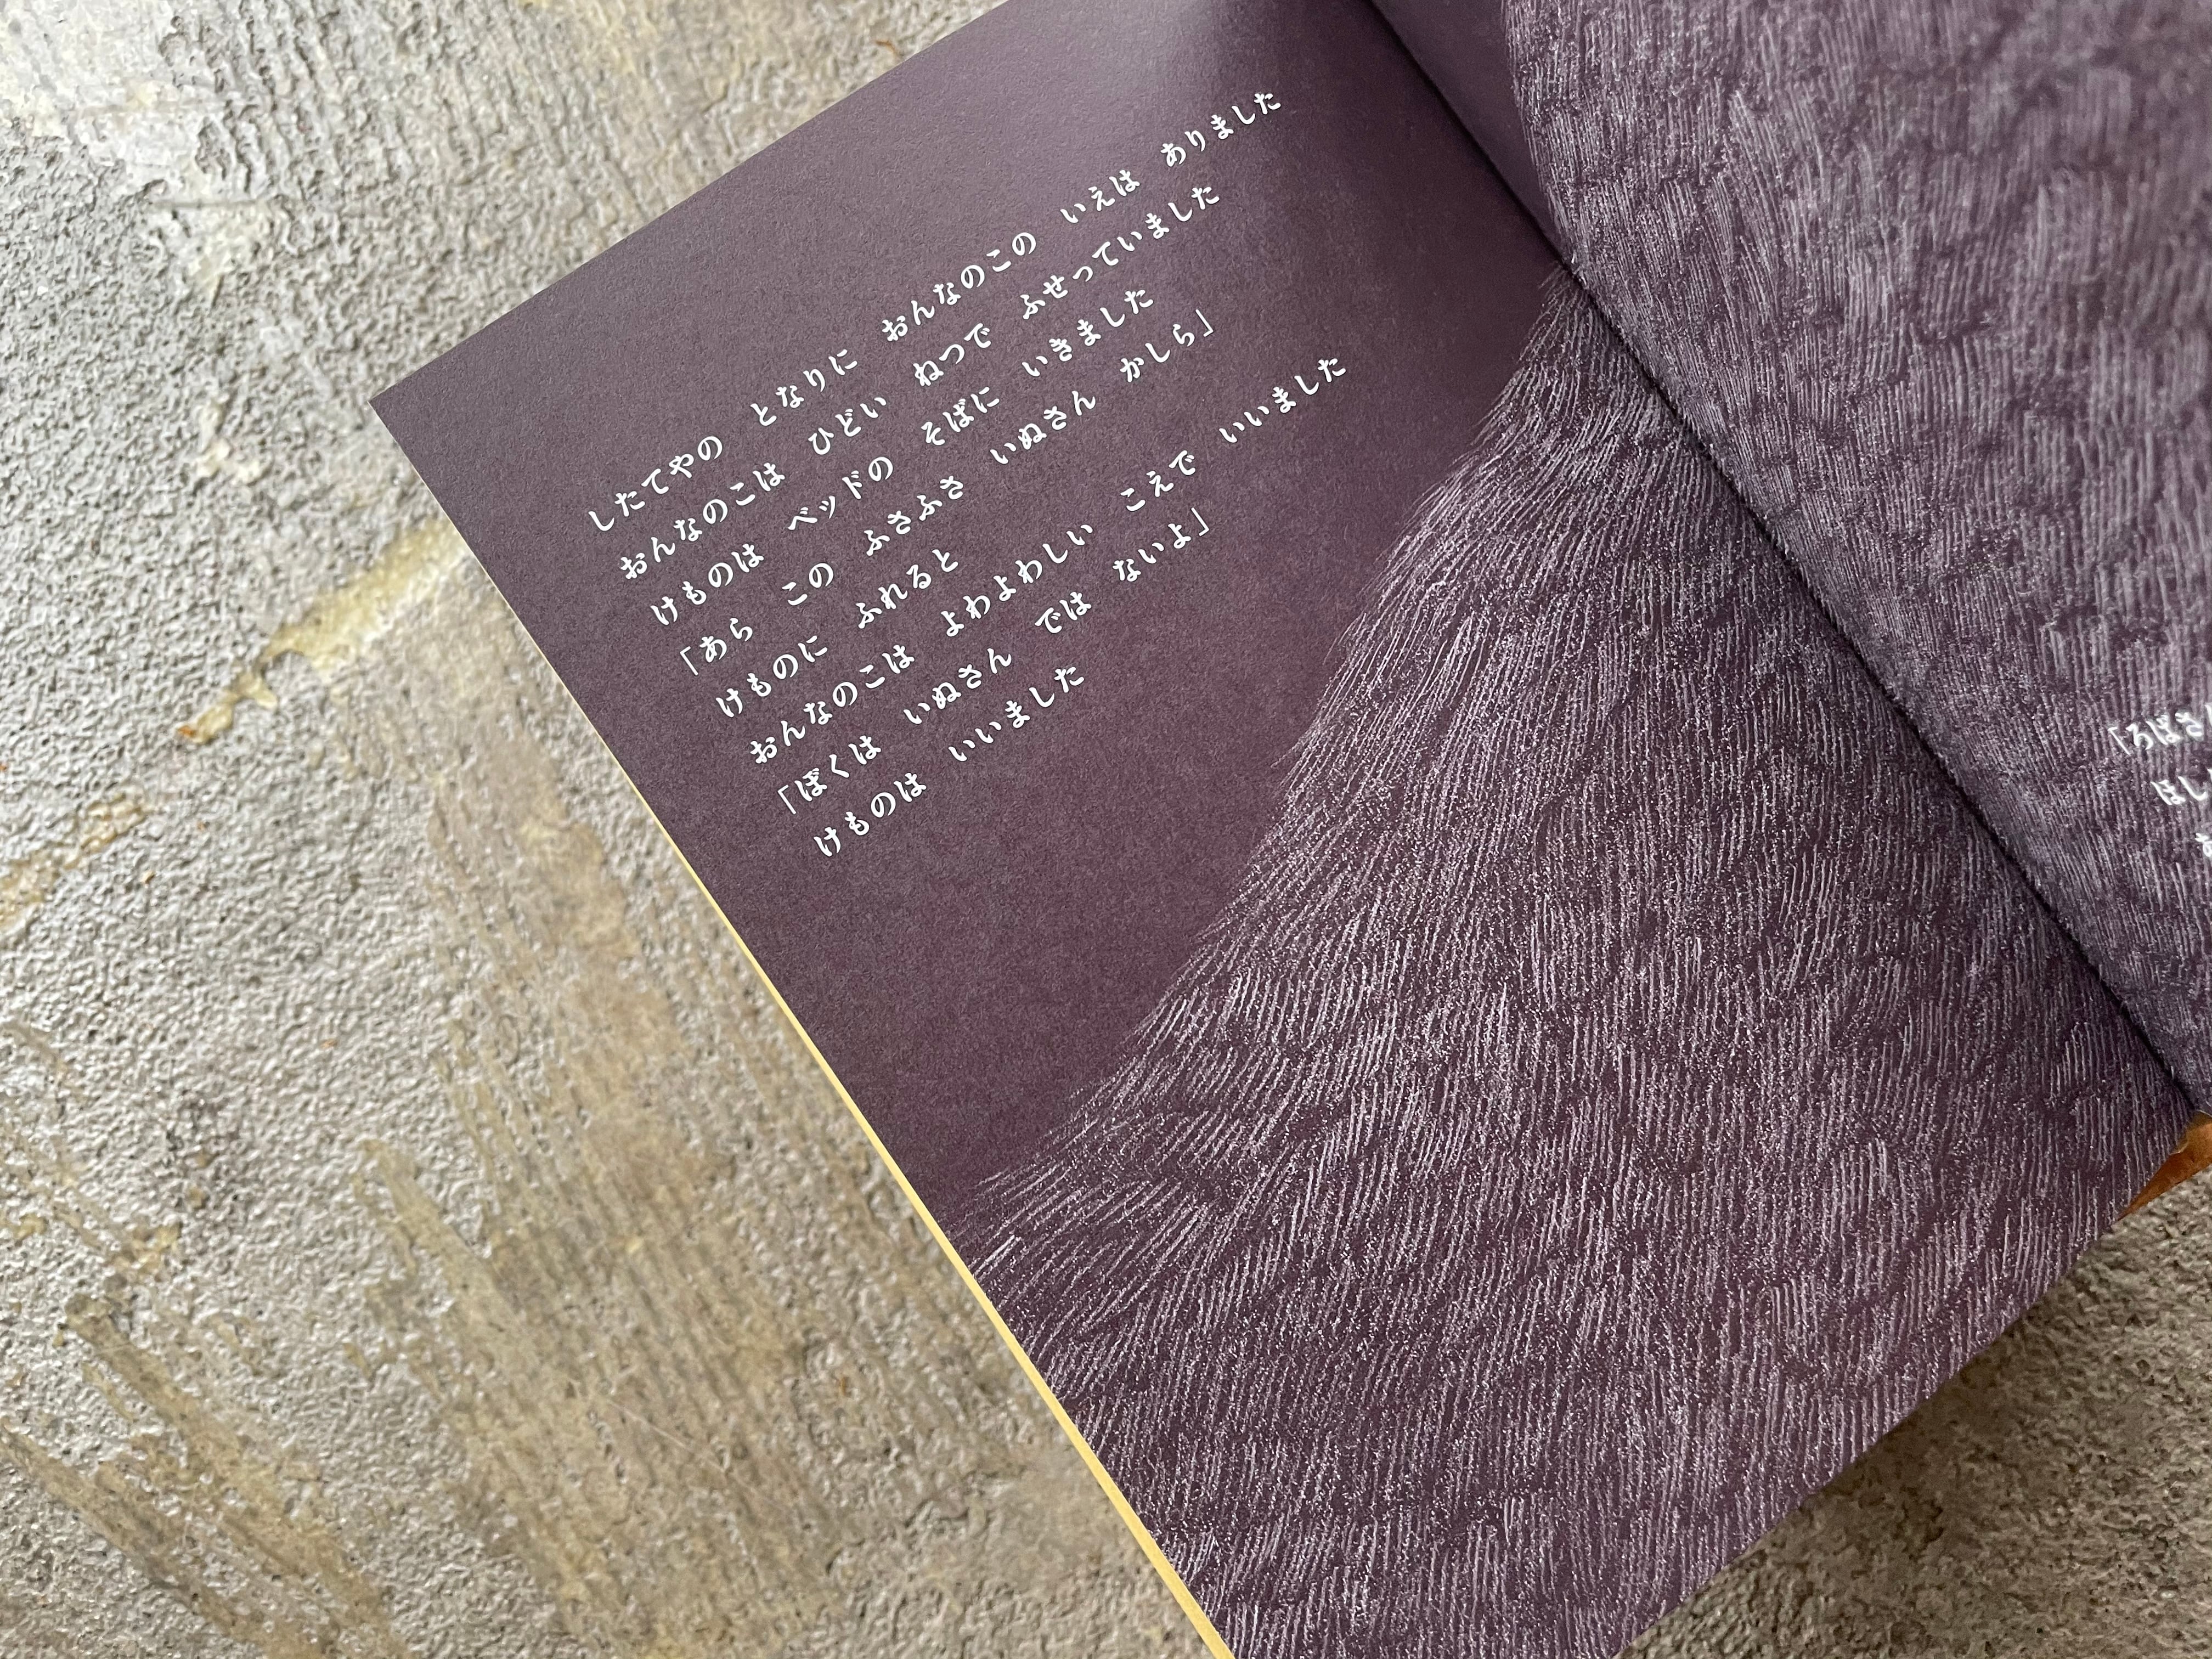 したてやの　となりに　おんなのこの　いえは　ありました
おんなのこは　ひどい　ねつで　ふせっていました
けものは　ベッドの　そばに　いきました
「あら　この　ふさふさ　いぬさん　かしら」
けものに　ふれると
おんなのこは　よわよわしい　こえで　いいました
「ぼくは　いぬさん　では　ないよ」
けものは　いいました
「ろばさ
ほし